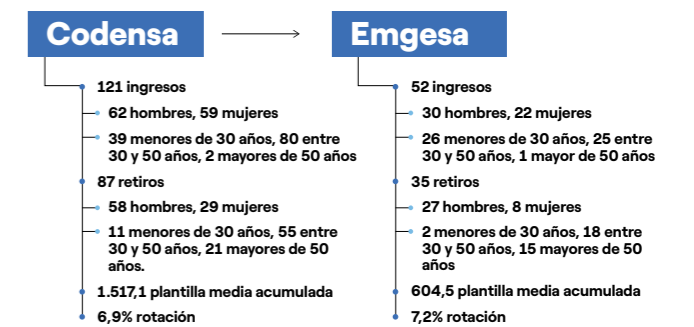 Codensa
121 ingresos
62 hombres, 59 mujeres
39 menores de 30 años, 80 entre
30 y 50 años, 2 mayores de 50 años
87 retiros
58 hombres, 29 mujeres
11 menores de 30 años, 55 entre
30 y 50 años, 21 mayores de 50
años.
1.517,1 plantilla media acumulada
6,9% rotación
Emgesa
52 ingresos
30 hombres, 22 mujeres
26 menores de 30 años, 25 entre
30 y 50 años, 1 mayor de 50 años
35 retiros
27 hombres, 8 mujeres
2 menores de 30 años, 18 entre
30 y 50 años, 15 mayores de 50
años
604,5 plantilla media acumulada
7,2% rotación